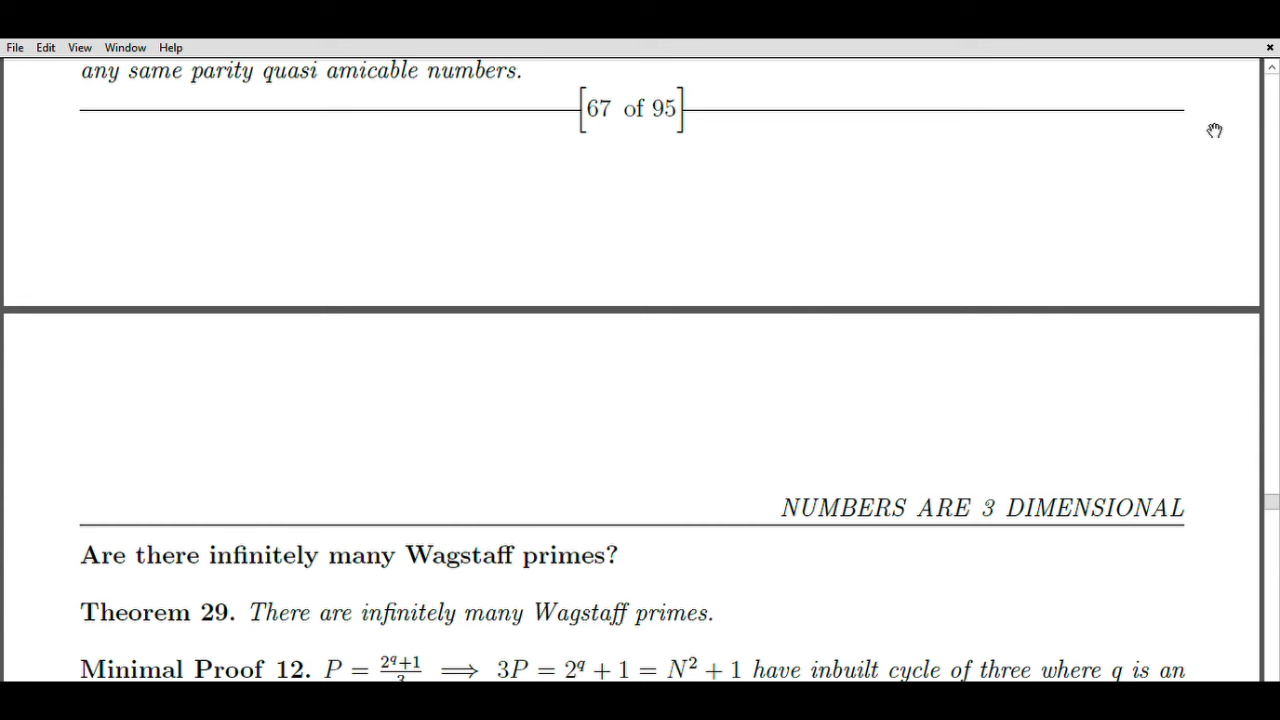 File Edit View Window Help
any same parity quasi amicable numbers.
[67 of 95]
NUMBERS ARE 3 DIMENSIONAL
Are there infinitely many Wagstaff primes?
Theorem 29. There are infinitely many Wagstaff primes.
Minimal Proof 12. P = (2^q+1)/3 ⟹ 3P = 2^q + 1 = N² + 1 have inbuilt cycle of three where q is an